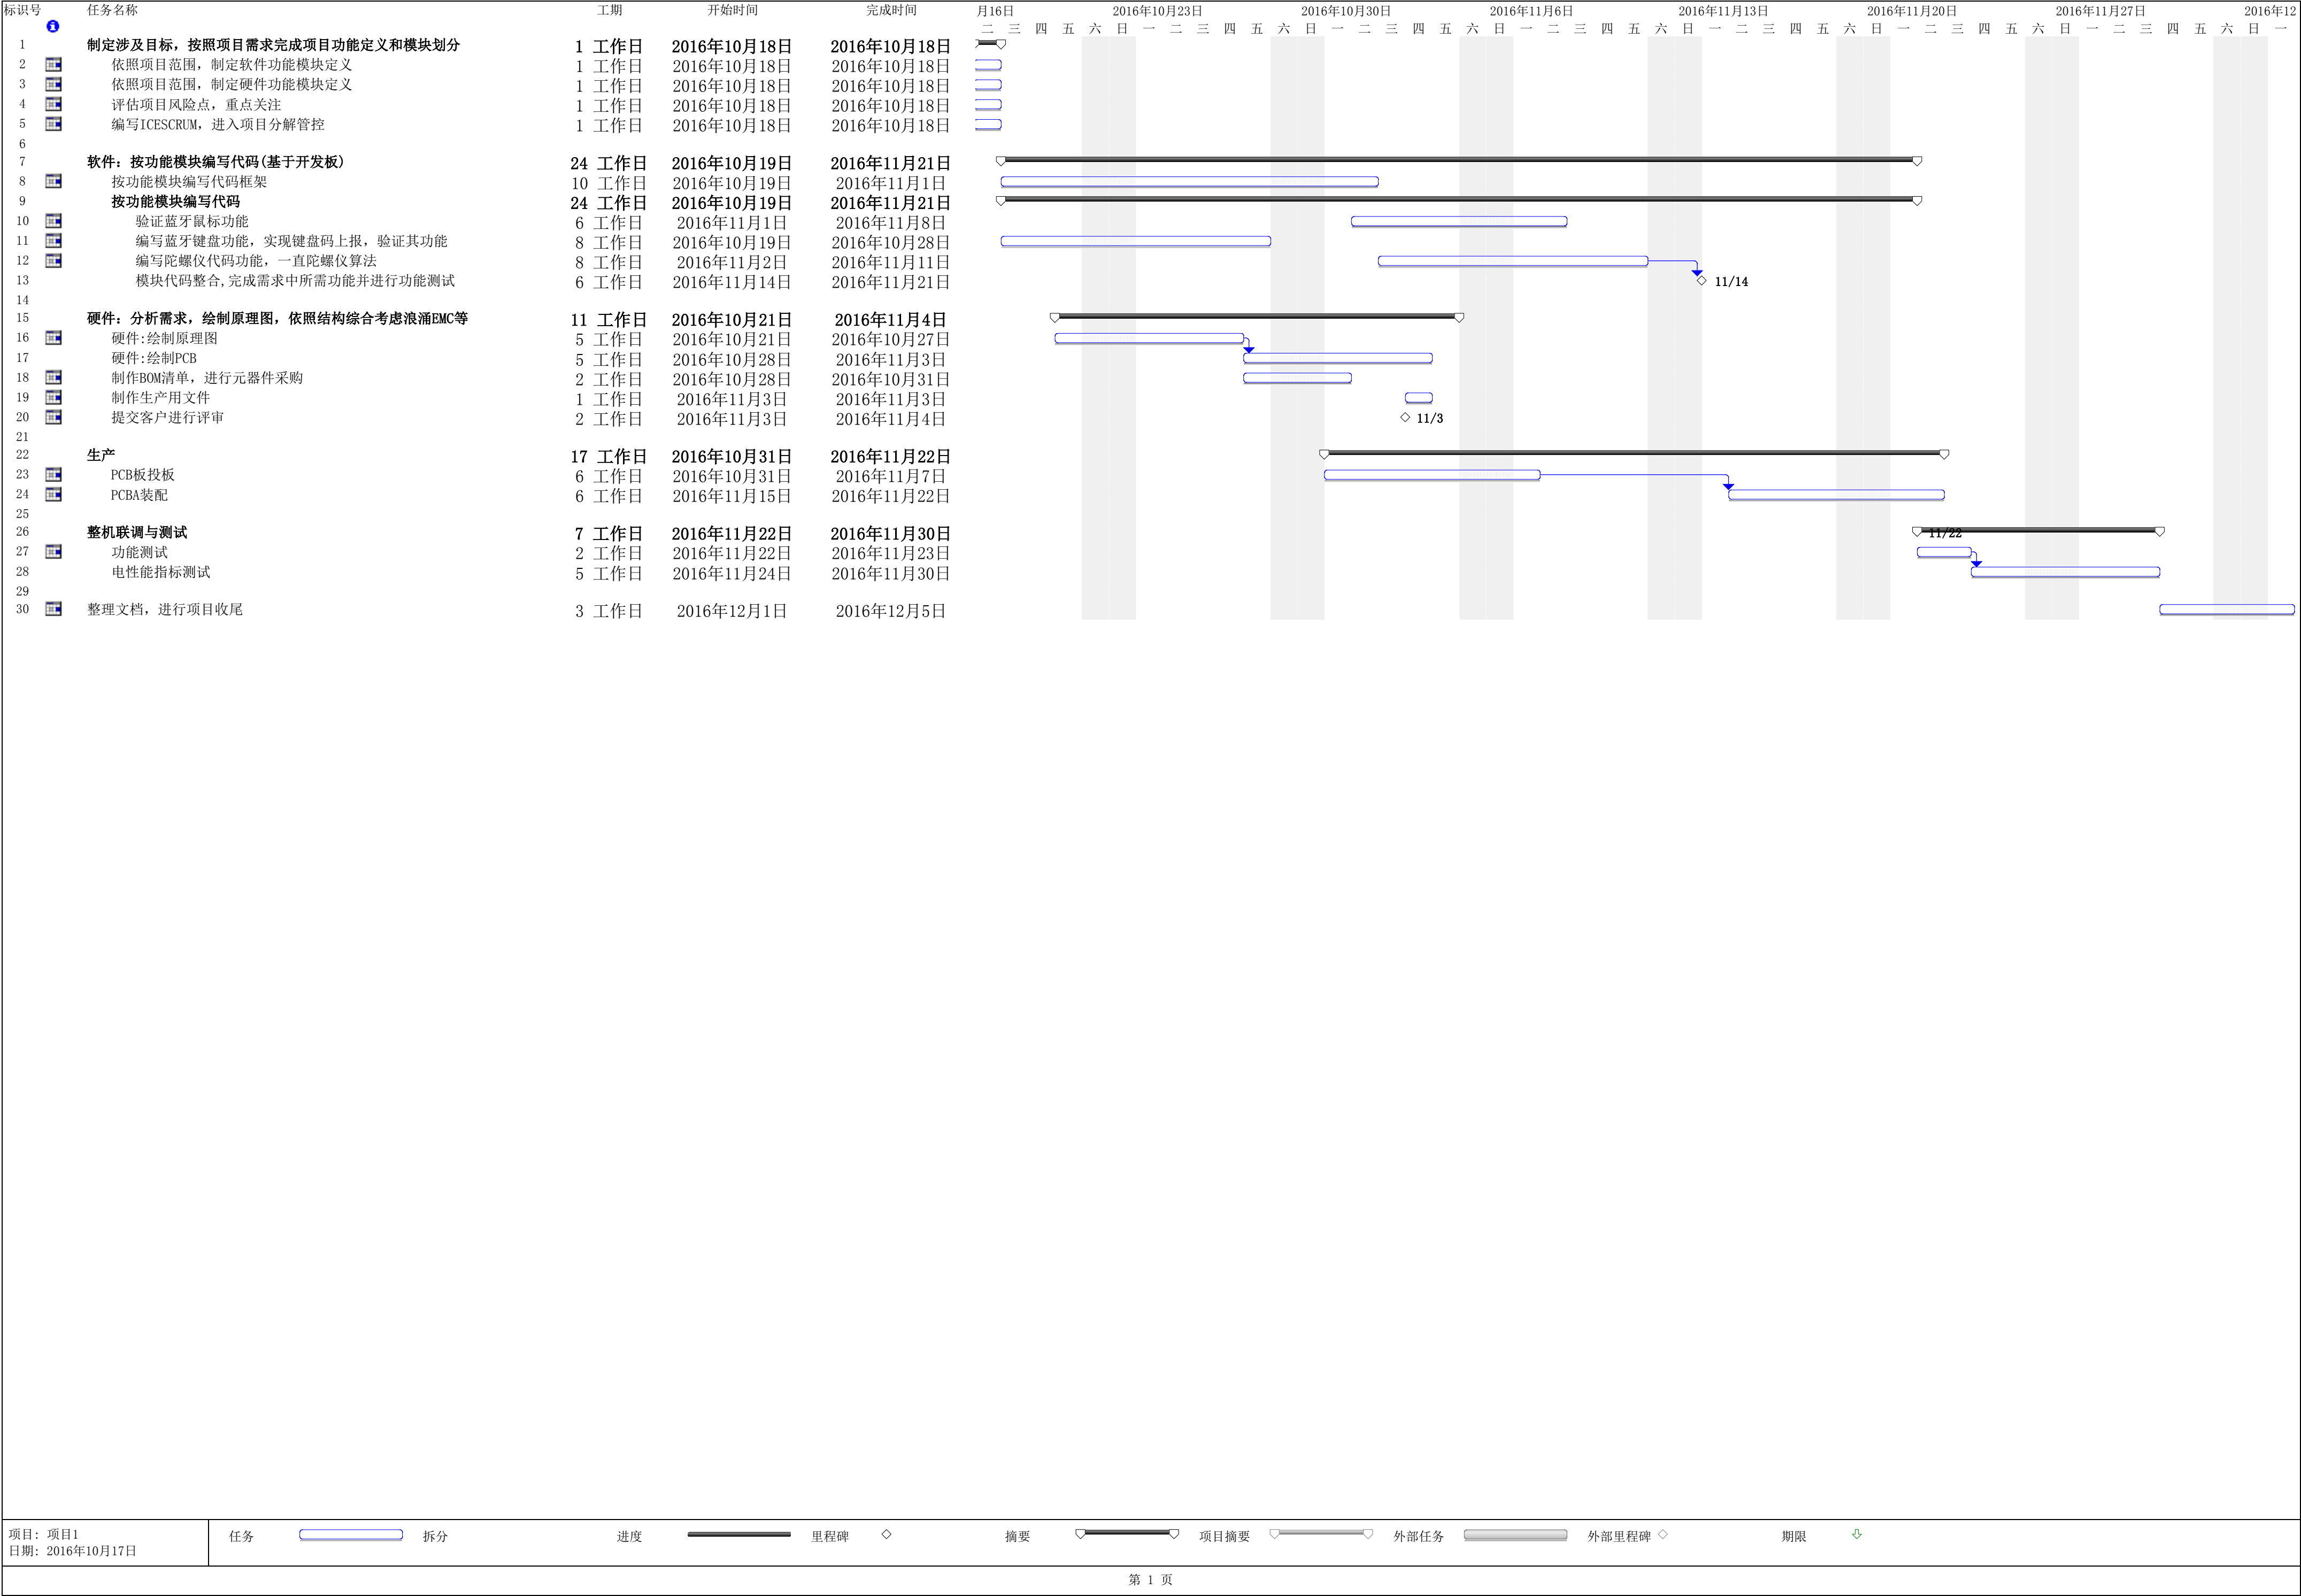 标识号 任务名称 工期 开始时间 完成时间 月16日 2016年10月23日 2016年10月30日 2016年11月6日 2016年11月13日 2016年11月20日 2016年11月27日 2016年12
二 三 四 五 六 日 一 二 三 四 五 六 日 一 二 三 四 五 六 日 一 二 三 四 五 六 日 一 二 三 四 五 六 日 一 二 三 四 五 六 日 一 二 三 四 五 六 日 一
1 制定涉及目标，按照项目需求完成项目功能定义和模块划分 1 工作日 2016年10月18日 2016年10月18日
2 依照项目范围，制定软件功能模块定义 1 工作日 2016年10月18日 2016年10月18日
3 依照项目范围，制定硬件功能模块定义 1 工作日 2016年10月18日 2016年10月18日
4 评估项目风险点，重点关注 1 工作日 2016年10月18日 2016年10月18日
5 编写ICESCRUM，进入项目分解管控 1 工作日 2016年10月18日 2016年10月18日
6
7 软件：按功能模块编写代码(基于开发板) 24 工作日 2016年10月19日 2016年11月21日
8 按功能模块编写代码框架 10 工作日 2016年10月19日 2016年11月1日
9 按功能模块编写代码 24 工作日 2016年10月19日 2016年11月21日
10 验证蓝牙鼠标功能 6 工作日 2016年11月1日 2016年11月8日
11 编写蓝牙键盘功能，实现键盘码上报，验证其功能 8 工作日 2016年10月19日 2016年10月28日
12 编写陀螺仪代码功能，一直陀螺仪算法 8 工作日 2016年11月2日 2016年11月11日
13 模块代码整合,完成需求中所需功能并进行功能测试 6 工作日 2016年11月14日 2016年11月21日 11/14
14
15 硬件：分析需求，绘制原理图，依照结构综合考虑浪涌EMC等 11 工作日 2016年10月21日 2016年11月4日
16 硬件:绘制原理图 5 工作日 2016年10月21日 2016年10月27日
17 硬件:绘制PCB 5 工作日 2016年10月28日 2016年11月3日
18 制作BOM清单，进行元器件采购 2 工作日 2016年10月28日 2016年10月31日
19 制作生产用文件 1 工作日 2016年11月3日 2016年11月3日
20 提交客户进行评审 2 工作日 2016年11月3日 2016年11月4日 11/3
21
22 生产 17 工作日 2016年10月31日 2016年11月22日
23 PCB板投板 6 工作日 2016年10月31日 2016年11月7日
24 PCBA装配 6 工作日 2016年11月15日 2016年11月22日
25
26 整机联调与测试 7 工作日 2016年11月22日 2016年11月30日 11/22
27 功能测试 2 工作日 2016年11月22日 2016年11月23日
28 电性能指标测试 5 工作日 2016年11月24日 2016年11月30日
29
30 整理文档，进行项目收尾 3 工作日 2016年12月1日 2016年12月5日
项目: 项目1
日期: 2016年10月17日
任务 拆分 进度 里程碑 摘要 项目摘要 外部任务 外部里程碑 期限
第 1 页